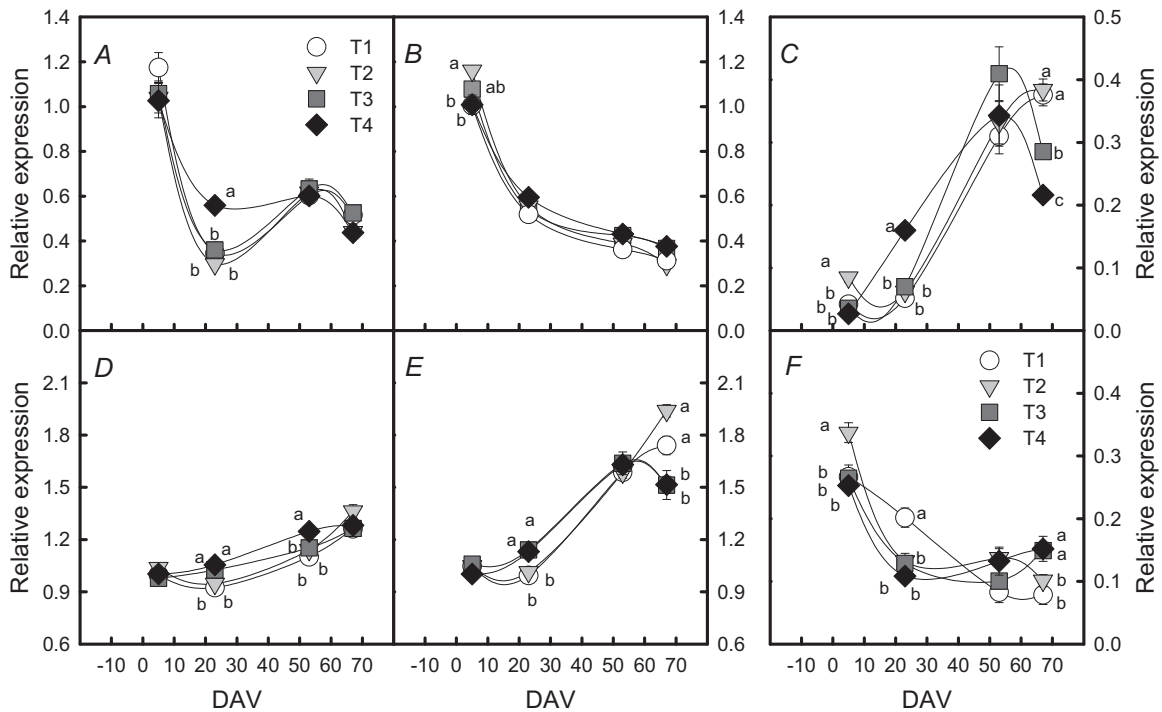 A
T1
T2
T3
T4
1.4
1.2
1.0
0.8
0.6
0.4
0.2
0.0
Relative expression
a
b
b
b
B
a
ab
b
b
1.4
1.2
1.0
0.8
0.6
0.4
0.2
0.0
Relative expression
C
a
b
b
b
a
b
b
b
a
a
b
c
0.5
0.4
0.3
0.2
0.1
0.0
Relative expression
D
2.1
1.8
1.5
1.2
0.9
0.6
Relative expression
a
a
b
b
a
b
b
b
-10 0 10 20 30 40 50 60 70
DAV
E
a
a
b
b
a
a
b
b
2.1
1.8
1.5
1.2
0.9
0.6
Relative expression
-10 0 10 20 30 40 50 60 70
DAV
F
T1
T2
T3
T4
a
b
b
b
a
b
b
b
a
a
b
b
0.4
0.3
0.2
0.1
0.0
Relative expression
-10 0 10 20 30 40 50 60 70
DAV